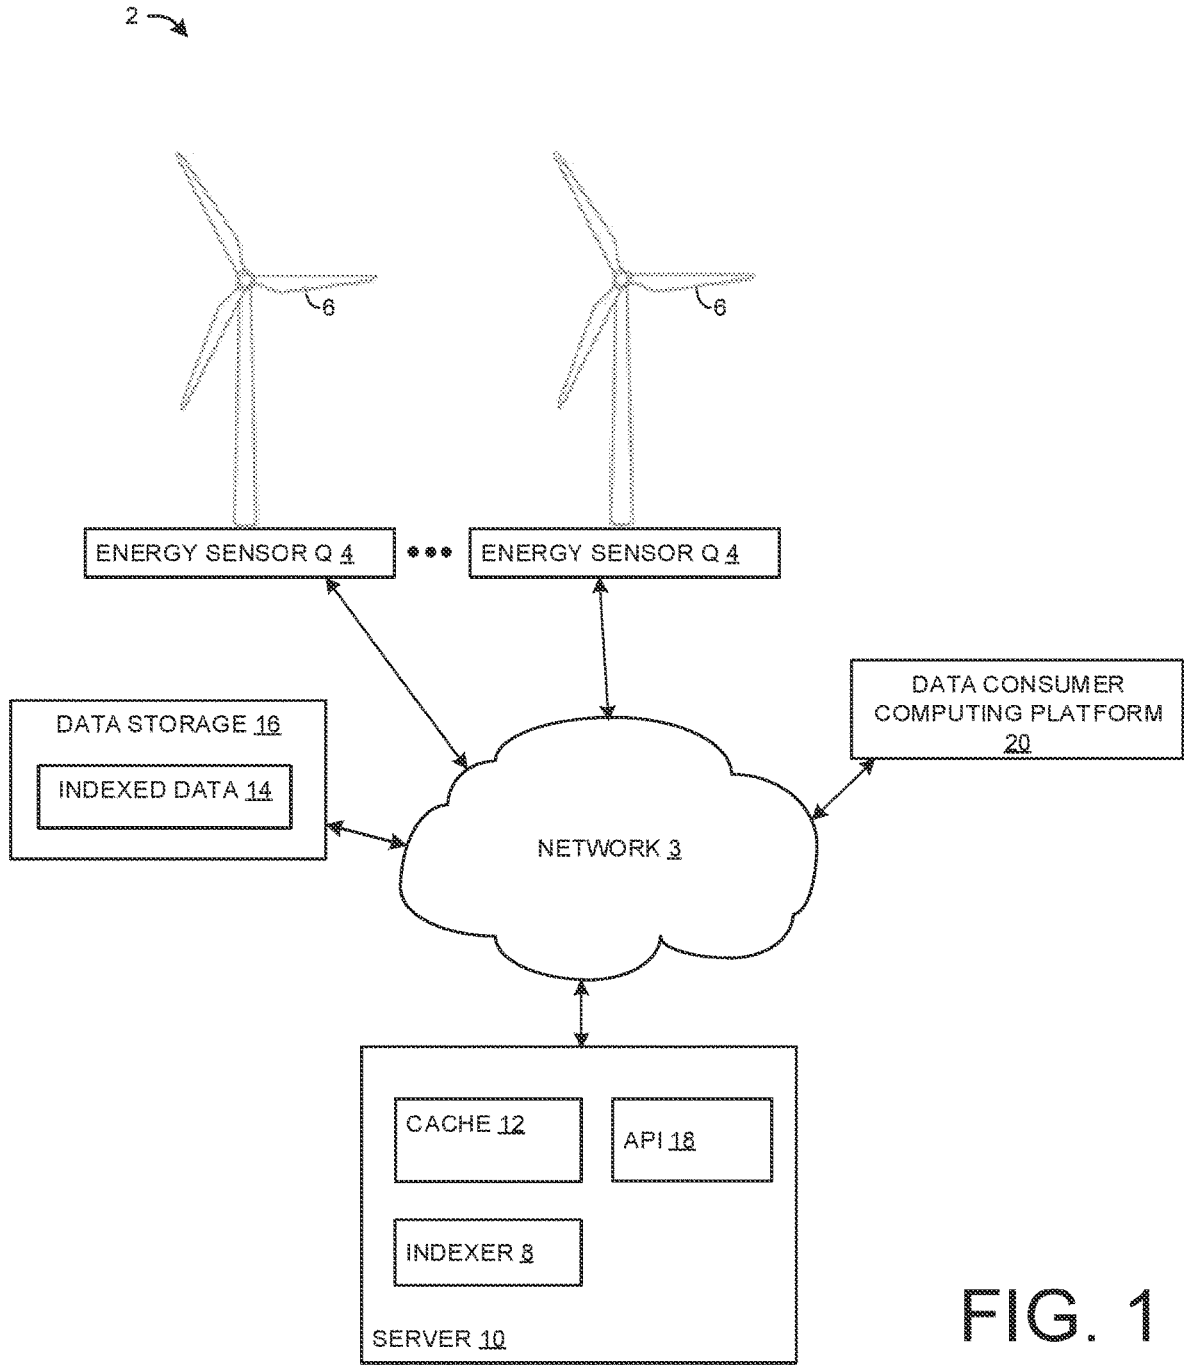 2
6
6
ENERGY SENSOR Q 4
ENERGY SENSOR Q 4
DATA STORAGE 16
INDEXED DATA 14
DATA CONSUMER
COMPUTING PLATFORM
20
NETWORK 3
CACHE 12
API 18
INDEXER 8
SERVER 10
FIG. 1